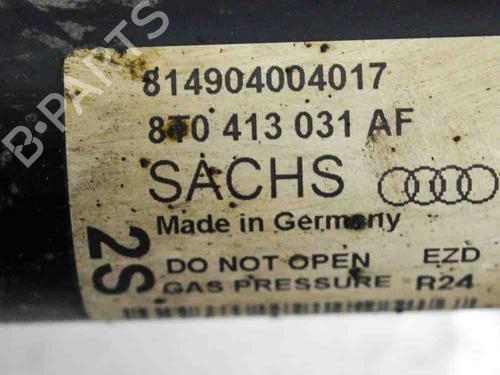 814904004017
8T0 413 031 AF
SACHS
Made in Germany
2S
DO NOT OPEN EZD
GAS PRESSURE R24
B-PARTS